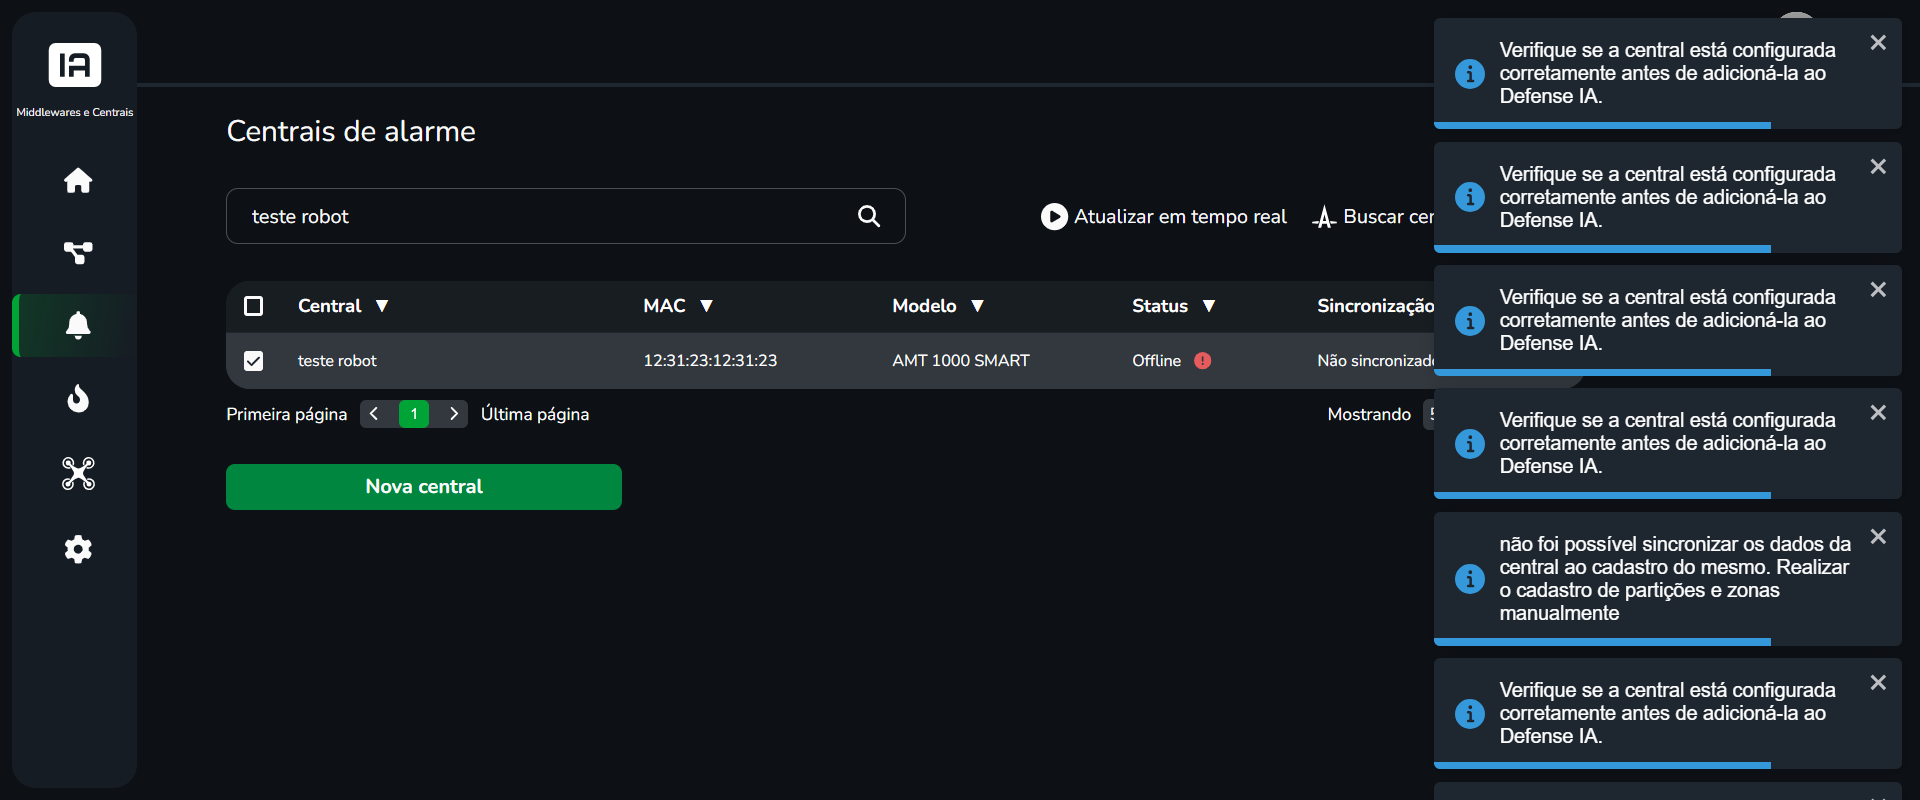 IA
Middlewares e Centrais
Centrais de alarme
teste robot
Atualizar em tempo real
Buscar cer
Central ▼ MAC ▼ Modelo ▼ Status ▼ Sincronização
teste robot 12:31:23:12:31:23 AMT 1000 SMART Offline Não sincronizado
Primeira página 1 Última página
Mostrando 5
Nova central
Verifique se a central está configurada
corretamente antes de adicioná-la ao
Defense IA.
Verifique se a central está configurada
corretamente antes de adicioná-la ao
Defense IA.
Verifique se a central está configurada
corretamente antes de adicioná-la ao
Defense IA.
Verifique se a central está configurada
corretamente antes de adicioná-la ao
Defense IA.
não foi possível sincronizar os dados da
central ao cadastro do mesmo. Realizar
o cadastro de partições e zonas
manualmente
Verifique se a central está configurada
corretamente antes de adicioná-la ao
Defense IA.